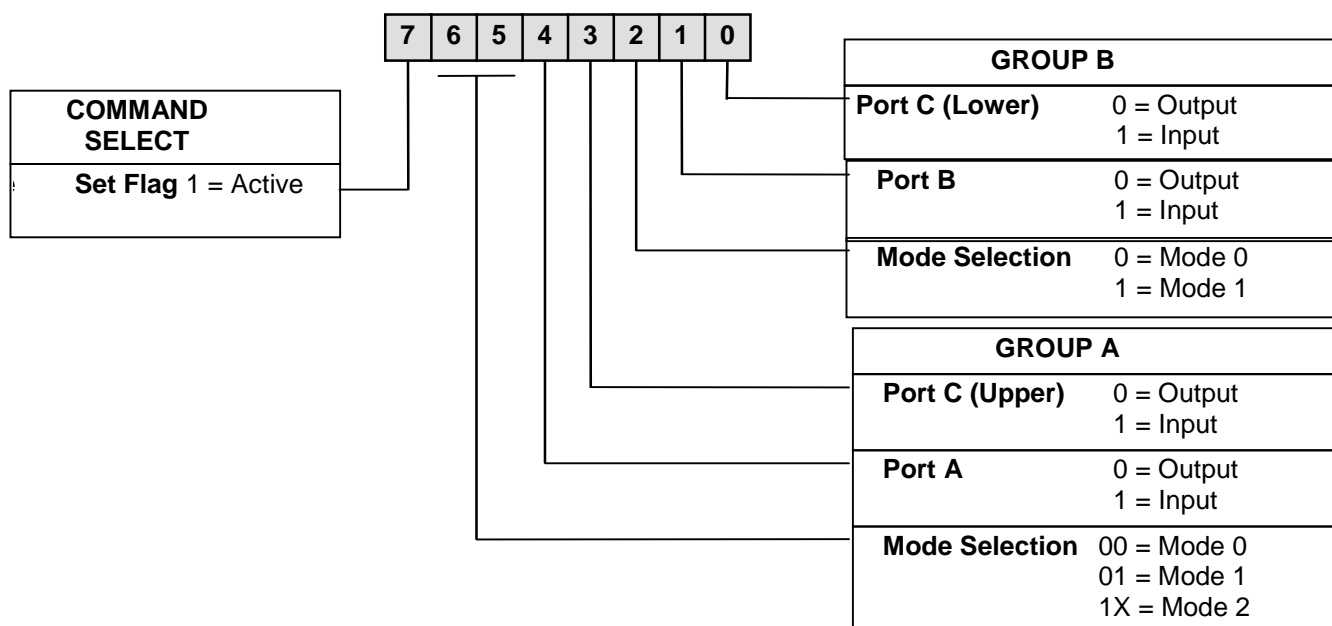 7 6 5 4 3 2 1 0
COMMAND
SELECT
Set Flag 1 = Active
GROUP B
Port C (Lower) 0 = Output
1 = Input
Port B 0 = Output
1 = Input
Mode Selection 0 = Mode 0
1 = Mode 1
GROUP A
Port C (Upper) 0 = Output
1 = Input
Port A 0 = Output
1 = Input
Mode Selection 00 = Mode 0
01 = Mode 1
1X = Mode 2